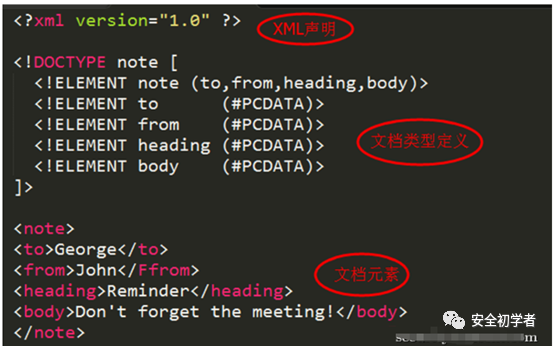 <?xml version="1.0" ?>
XML声明
<!DOCTYPE note [
<!ELEMENT note (to,from,heading,body)>
<!ELEMENT to (#PCDATA)>
<!ELEMENT from (#PCDATA)>
<!ELEMENT heading (#PCDATA)>
文档类型定义
<!ELEMENT body (#PCDATA)>
]>
<note>
<to>George</to>
<from>John</Ffrom>
文档元素
<heading>Reminder</heading>
<body>Don't forget the meeting!</body>
</note>
安全初学者